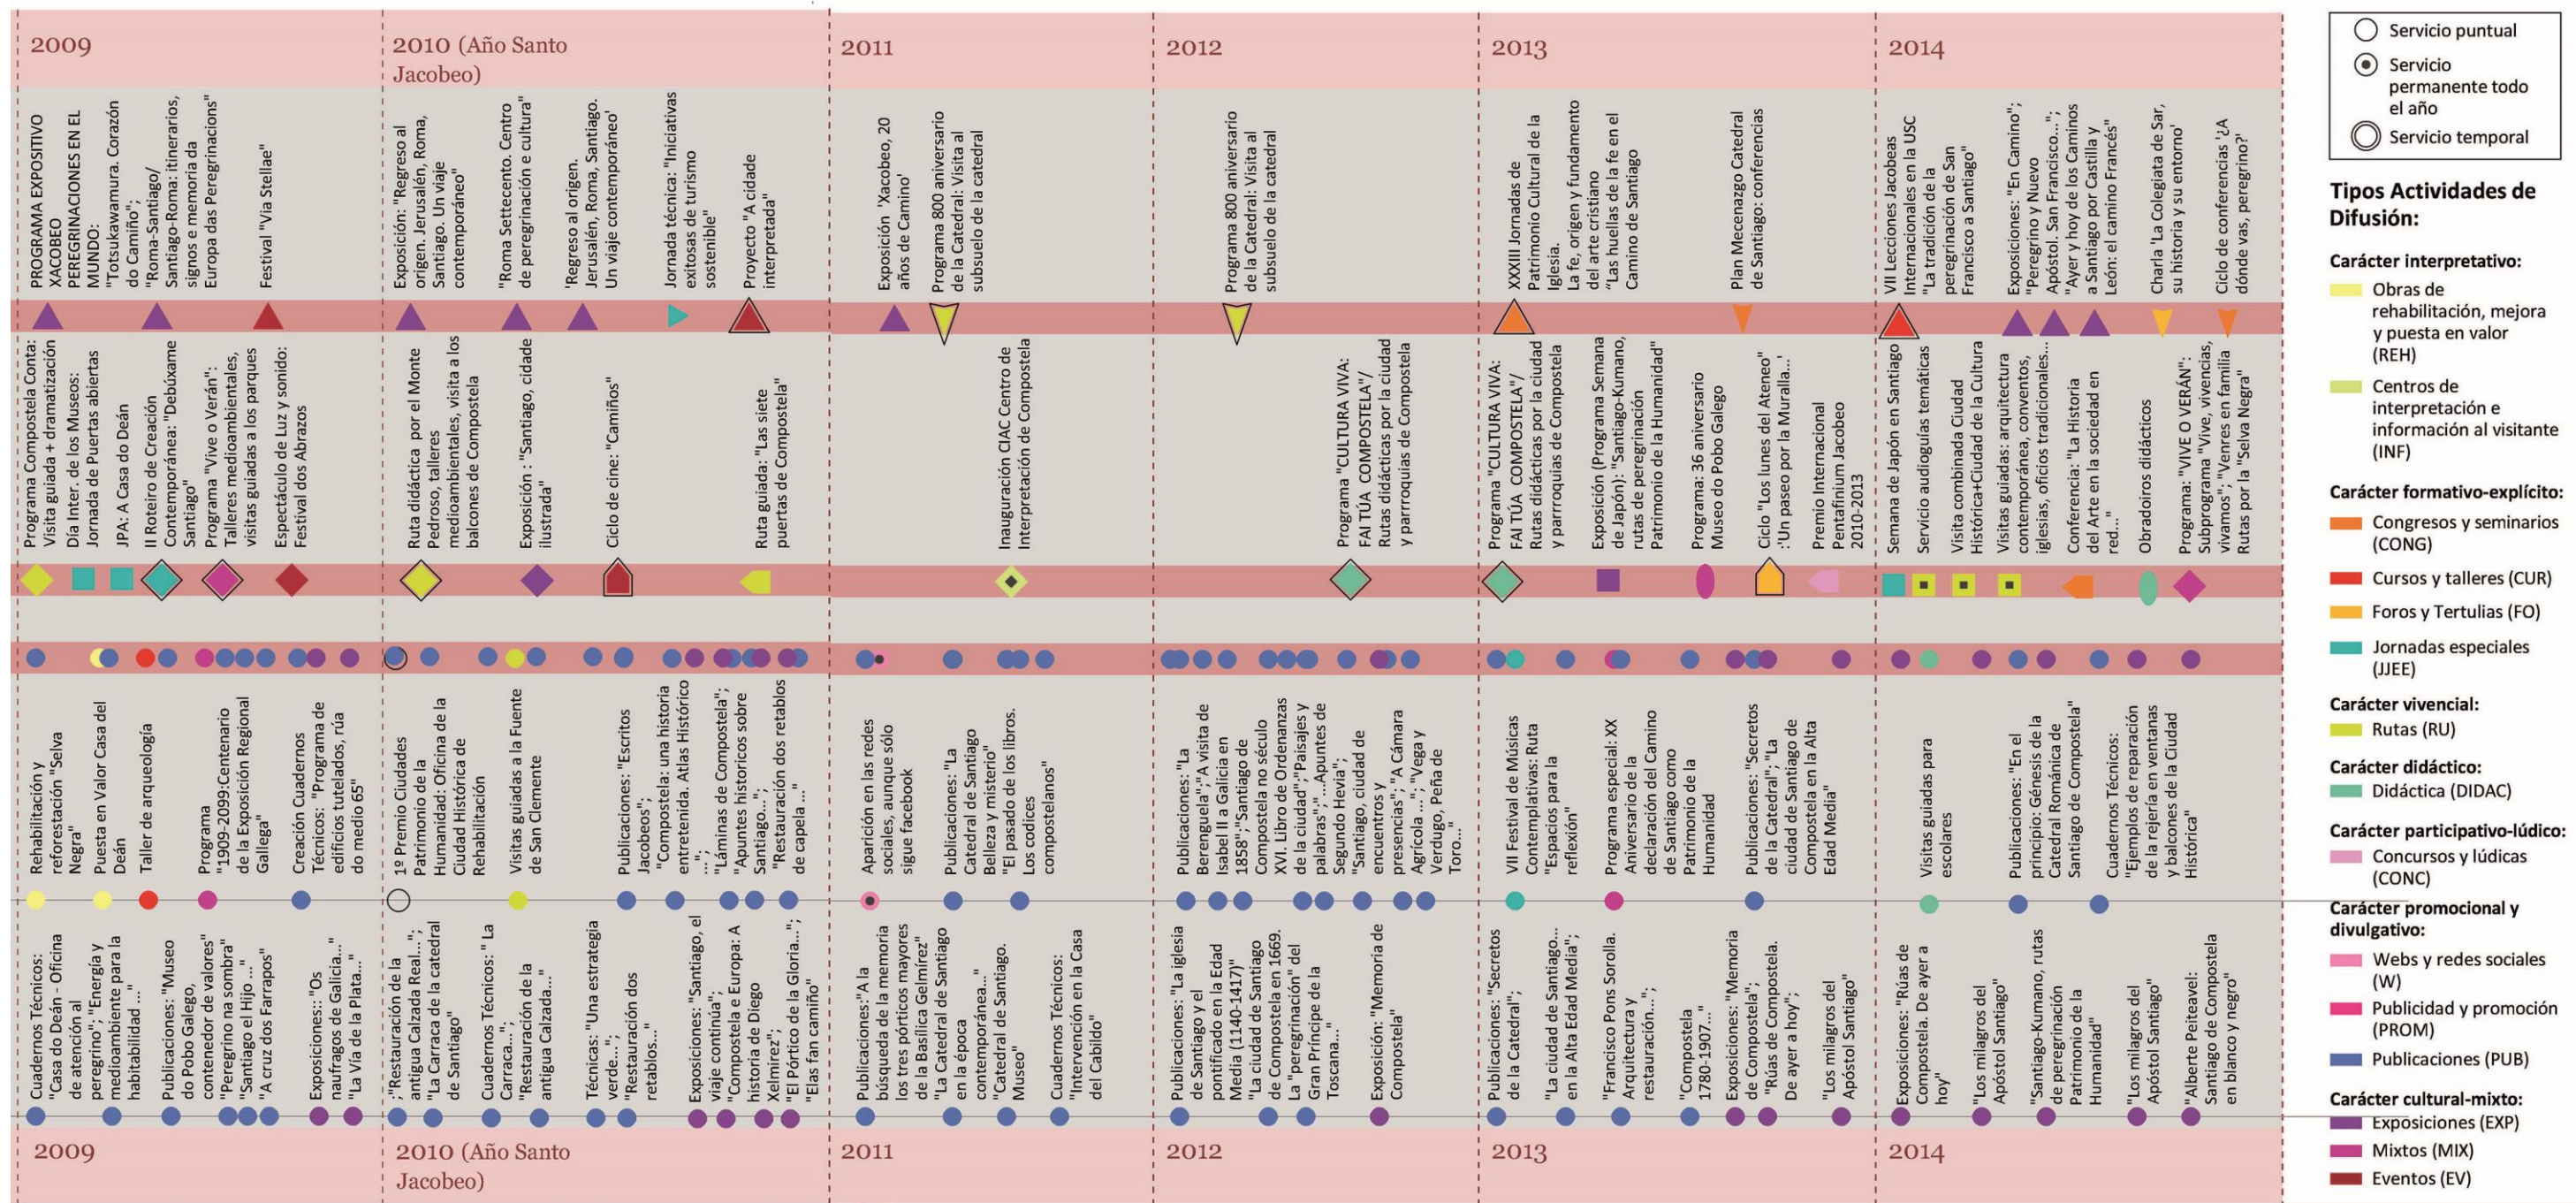 2009
2010 (Año Santo
Jacobeo)
2011
2012
2013
2014
PROGRAMA EXPOSITIVO
XACOBEO
PEREGRINACIONES EN EL
MUNDO:
"Totsukawamura. Corazón
do Camiño";
"Roma-Santiago/
Santiago-Roma: itinerarios,
signos e memoria da
Europa das Peregrinacions"
Festival "Via Stellae"
Exposición: "Regreso al
origen. Jerusalén, Roma,
Santiago. Un viaje
contemporáneo"
"Roma Settecento. Centro
de peregrinación e cultura"
'Regreso al origen.
Jerusalén, Roma, Santiago.
Un viaje contemporáneo'
Jornada técnica: "Iniciativas
exitosas de turismo
sostenible"
Proyecto "A cidade
interpretada"
Exposición 'Xacobeo, 20
años de Camino'
Programa 800 aniversario
de la Catedral: Visita al
subsuelo de la catedral
Programa 800 aniversario
de la Catedral: Visita al
subsuelo de la catedral
XXXIII Jornadas de
Patrimonio Cultural de la
Iglesia.
La fe, origen y fundamento
del arte cristiano
"Las huellas de la fe en el
Camino de Santiago
Plan Mecenazgo Catedral
de Santiago: conferencias
VII Lecciones Jacobeas
Internacionales en la USC
"La tradición de la
peregrinación de San
Francisco a Santiago"
Exposiciones: "En Camino";
"Peregrino y Nuevo
Apóstol. San Francisco...";
"Ayer y hoy de los Caminos
a Santiago por Castilla y
León: el camino Francés"
Charla 'La Colegiata de Sar,
su historia y su entorno'
Ciclo de conferencias '¿A
dónde vas, peregrino?'
Programa Compostela Conta:
Visita guiada + dramatización
Día Inter. de los Museos:
Jornada de Puertas abiertas
JPA: A Casa do Deán
II Roteiro de Creación
Contemporánea: "Debúxame
Santiago"
Programa "Vive o Verán":
Talleres medioambientales,
visitas guiadas a los parques
Espectáculo de Luz y sonido:
Festival dos Abrazos
Ruta didáctica por el Monte
Pedroso, talleres
medioambientales, visita a los
balcones de Compostela
Exposición : "Santiago, cidade
ilustrada"
Ciclo de cine: "Camiños"
Ruta guiada: "Las siete
puertas de Compostela"
Inauguración CIAC Centro de
Interpretación de Compostela
Programa "CULTURA VIVA:
FAI TÚA COMPOSTELA"/
Rutas didácticas por la ciudad
y parrroquias de Compostela
Programa "CULTURA VIVA:
FAI TÚA COMPOSTELA"/
Rutas didácticas por la ciudad
y parrroquias de Compostela
Exposición (Programa Semana
de Japón): "Santiago-Kumano,
rutas de peregrinación
Patrimonio de la Humanidad"
Programa: 36 aniversario
Museo do Pobo Galego
Ciclo "Los lunes del Ateneo"
:'Un paseo por la Muralla...'
Premio Internacional
Pentafinium Jacobeo
2010-2013
Semana de Japón en Santiago
Servicio audioguías temáticas
Visita combinada Ciudad
Histórica+Ciudad de la Cultura
Visitas guiadas: arquitectura
contemporánea, conventos,
iglesias, oficios tradicionales...
Conferencia: "La Historia
del Arte en la sociedad en
red..."
Obradoiros didácticos
Programa: "VIVE O VERÁN":
Subprograma "Vive, vivencias,
vivamos"; "Venres en familia
Rutas por la "Selva Negra"
Rehabilitación y
reforestación "Selva
Negra"
Puesta en Valor Casa del
Deán
Taller de arqueología
Programa
"1909-2099:Centenario
de la Exposición Regional
Gallega"
Creación Cuadernos
Técnicos: "Programa de
edificios tutelados, rúa
do medio 65"
1º Premio Ciudades
Patrimonio de la
Humanidad: Oficina de la
Ciudad Histórica de
Rehabilitación
Visitas guiadas a la Fuente
de San Clemente
Publicaciones: "Escritos
Jacobeos";
"Compostela: una historia
entretenida. Atlas Histórico
...";
"Láminas de Compostela";
"Apuntes historicos sobre
Santiago...";
"Restauración dos retablos
de capela ..."
Aparición en las redes
sociales, aunque sólo
sigue facebook
Publicaciones: "La
Catedral de Santiago
Belleza y misterio"
"El pasado de los libros.
Los codices
compostelanos"
Publicaciones: "La
Berenguela";"A visita de
Isabel II a Galicia en
1858";"Santiago de
Compostela no século
XVI. Libro de Ordenanzas
de la ciudad";"Paisajes y
palabras";"...Apuntes de
Segundo Hevia";
"Santiago, ciudad de
encuentros y
presencias"; "A Cámara
Agrícola ..."; "Vega y
Verdugo, Peña de
Toro..."
VII Festival de Músicas
Contemplativas: Ruta
"Espacios para la
reflexión"
Programa especial: XX
Aniversario de la
declaración del Camino
de Santiago como
Patrimonio de la
Humanidad
Publicaciones: "Secretos
de la Catedral"; "La
ciudad de Santiago de
Compostela en la Alta
Edad Media"
Visitas guiadas para
escolares
Publicaciones: "En el
principio: Génesis de la
Catedral Románica de
Santiago de Compostela"
Cuadernos Técnicos:
"Ejemplos de reparación
de la rejería en ventanas
y balcones de la Ciudad
Histórica"
Cuadernos Técnicos:
"Casa do Deán - Oficina
de atención al
peregrino"; "Energía y
medioambiente para la
habitabilidad ..."
Publicaciones: "Museo
do Pobo Galego,
contenedor de valores"
"Peregrino na sombra"
"Santiago el Hijo ..."
"A cruz dos Farrapos"
Exposiciones:: "Os
naufragos de Galicia..."
"La Vía de la Plata..."
;"Restauración de la
antigua Calzada Real...";
"La Carraca de la catedral
de Santiago"
Cuadernos Técnicos: " La
Carraca...";
"Restauración de la
antigua Calzada..."
Técnicas: "Una estrategia
verde...";
"Restauración dos
retablos..."
Exposiciones: "Santiago, el
viaje continúa";
"Compostela e Europa: A
historia de Diego
Xelmírez";
"El Pórtico de la Gloria...";
"Elas fan camiño"
Publicaciones:"A la
búsqueda de la memoria
los tres pórticos mayores
de la Basílica Gelmírez"
"La Catedral de Santiago
en la época
contemporánea..."
"Catedral de Santiago.
Museo"
Cuadernos Técnicos:
"Intervención en la Casa
del Cabildo"
Publicaciones: "La iglesia
de Santiago y el
pontificado en la Edad
Media (1140-1417)"
"La ciudad de Santiago
de Compostela en 1669.
La "peregrinación" del
Gran Príncipe de la
Toscana..."
Exposición: "Memoria de
Compostela"
Publicaciones: "Secretos
de la Catedral";
"La ciudad de Santiago...
en la Alta Edad Media";
"Francisco Pons Sorolla.
Arquitectura y
restauración...";
"Compostela
1780-1907..."
Exposiciones: "Memoria
de Compostela";
"Rúas de Compostela.
De ayer a hoy";
"Los milagros del
Apóstol Santiago"
Exposiciones: "Rúas de
Compostela. De ayer a
hoy"
"Los milagros del
Apóstol Santiago"
"Santiago-Kumano, rutas
de peregrinación
Patrimonio de la
Humanidad"
"Los milagros del
Apóstol Santiago"
"Alberte Peiteavel:
Santiago de Compostela
en blanco y negro"
2009
2010 (Año Santo
Jacobeo)
2011
2012
2013
2014
Servicio puntual
Servicio
permanente todo
el año
Servicio temporal
Tipos Actividades de
Difusión:
Carácter interpretativo:
Obras de
rehabilitación, mejora
y puesta en valor
(REH)
Centros de
interpretación e
información al visitante
(INF)
Carácter formativo-explícito:
Congresos y seminarios
(CONG)
Cursos y talleres (CUR)
Foros y Tertulias (FO)
Jornadas especiales
(JJEE)
Carácter vivencial:
Rutas (RU)
Carácter didáctico:
Didáctica (DIDAC)
Carácter participativo-lúdico:
Concursos y lúdicas
(CONC)
Carácter promocional y
divulgativo:
Webs y redes sociales
(W)
Publicidad y promoción
(PROM)
Publicaciones (PUB)
Carácter cultural-mixto:
Exposiciones (EXP)
Mixtos (MIX)
Eventos (EV)